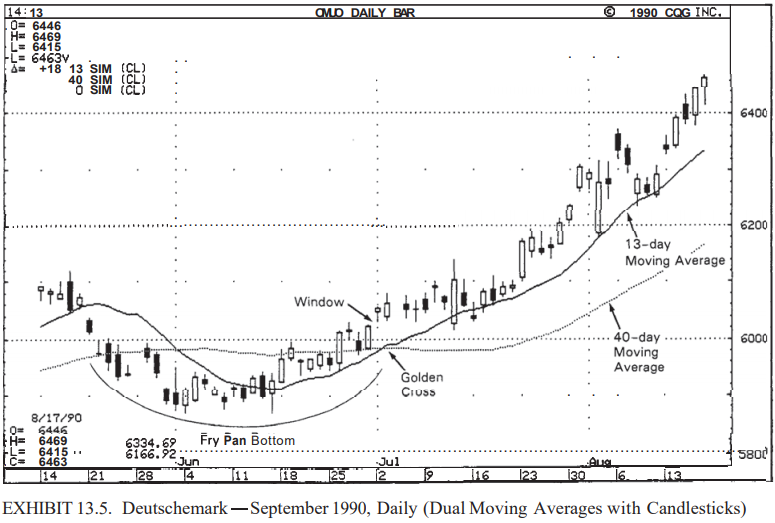 14:13 CMUO DAILY BAR © 1990 CQG INC.
O= 6446
H= 6469
L= 6415
L= 6463v
Δ= +18 13 SIM (CL)
40 SIM (CL)
0 SIM (CL)
6400
6300
6200
13-day
Moving Average
Window
6000
40-day
Moving
Average
Golden
Cross
5900
8/17/90
O= 6446
H= 6469
L= 6415
C= 6463
6334.69
6166.92
Fry Pan Bottom
5800
Jun Jul Aug
14 21 28 4 11 18 25 2 9 16 23 30 6 13
EXHIBIT 13.5. Deutschemark — September 1990, Daily (Dual Moving Averages with Candlesticks)